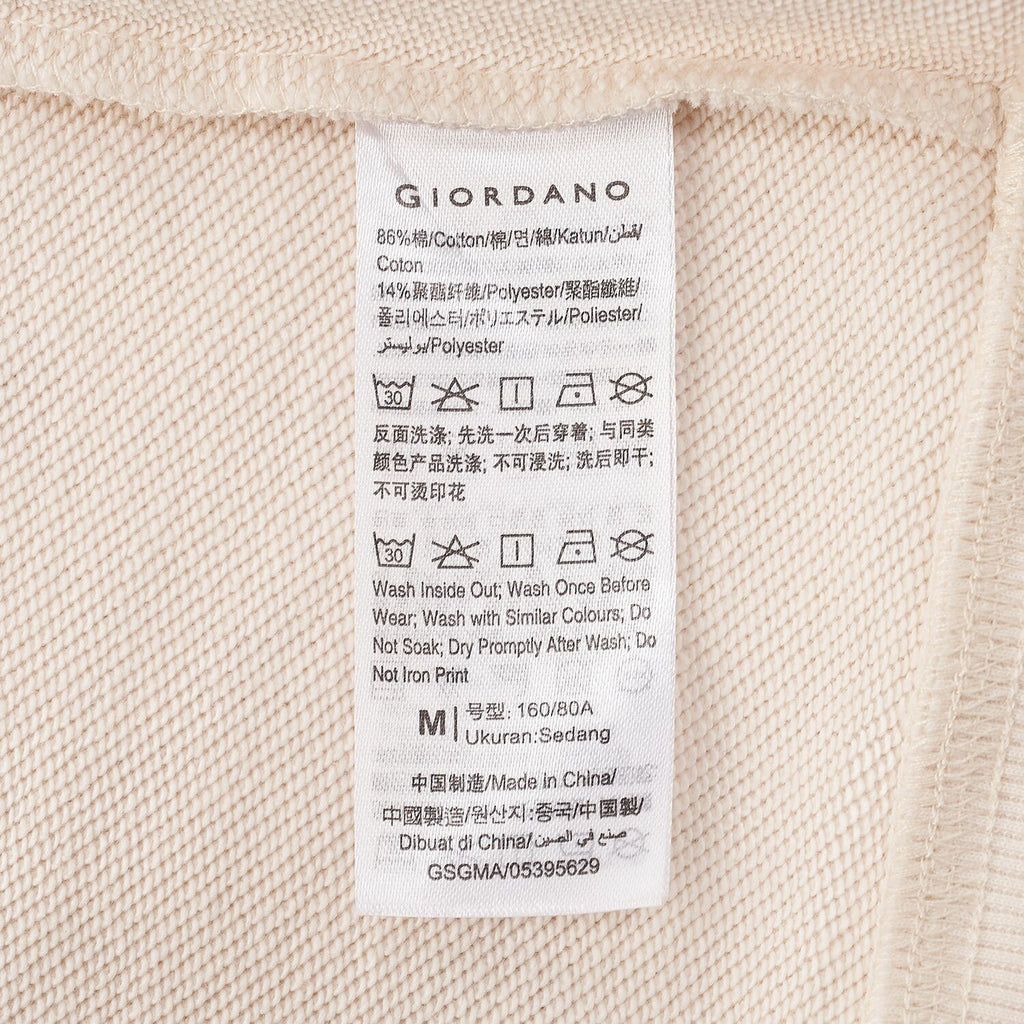 GIORDANO
86%棉/Cotton/棉/면/綿/Katun/قطن/
Coton
14%聚酯纤维/Polyester/聚酯纖維/
폴리에스터/ポリエステル/Poliester/
بوليستر/Polyester
30
反面洗涤; 先洗一次后穿着; 与同类
颜色产品洗涤; 不可浸洗; 洗后即干;
不可烫印花
30
Wash Inside Out; Wash Once Before
Wear; Wash with Similar Colours; Do
Not Soak; Dry Promptly After Wash; Do
Not Iron Print
M 号型: 160/80A
Ukuran:Sedang
中国制造/Made in China/
中國製造/원산지:중국/中国製/
Dibuat di China/صنع في الصين
GSGMA/05395629